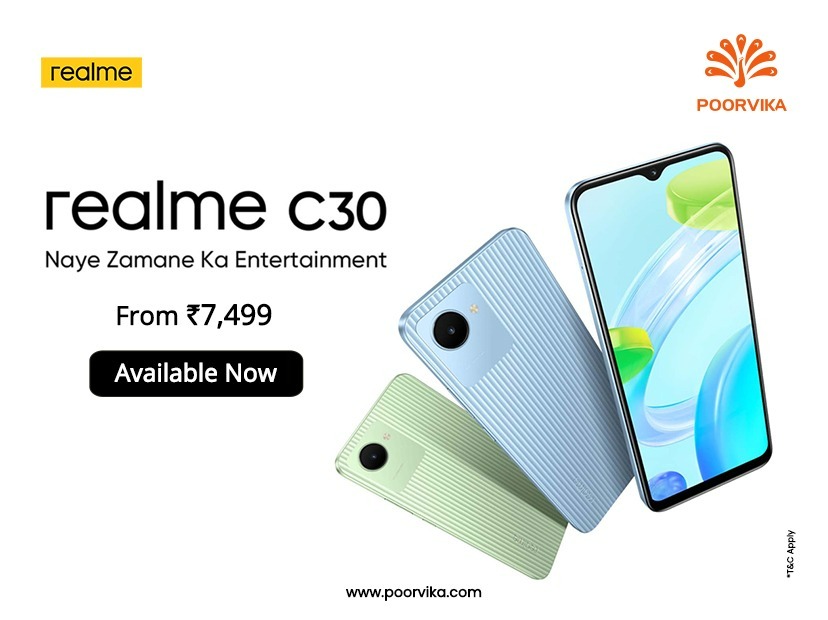 realme
POORVIKA
realme C30
Naye Zamane Ka Entertainment
From ₹7,499
Available Now
*T&C Apply
www.poorvika.com